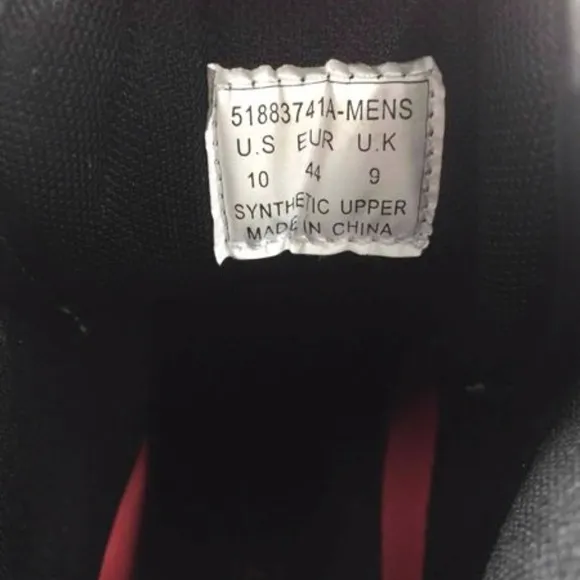 51883741A-MENS
U.S EUR U.K
10 44 9
SYNTHETIC UPPER
MADE IN CHINA